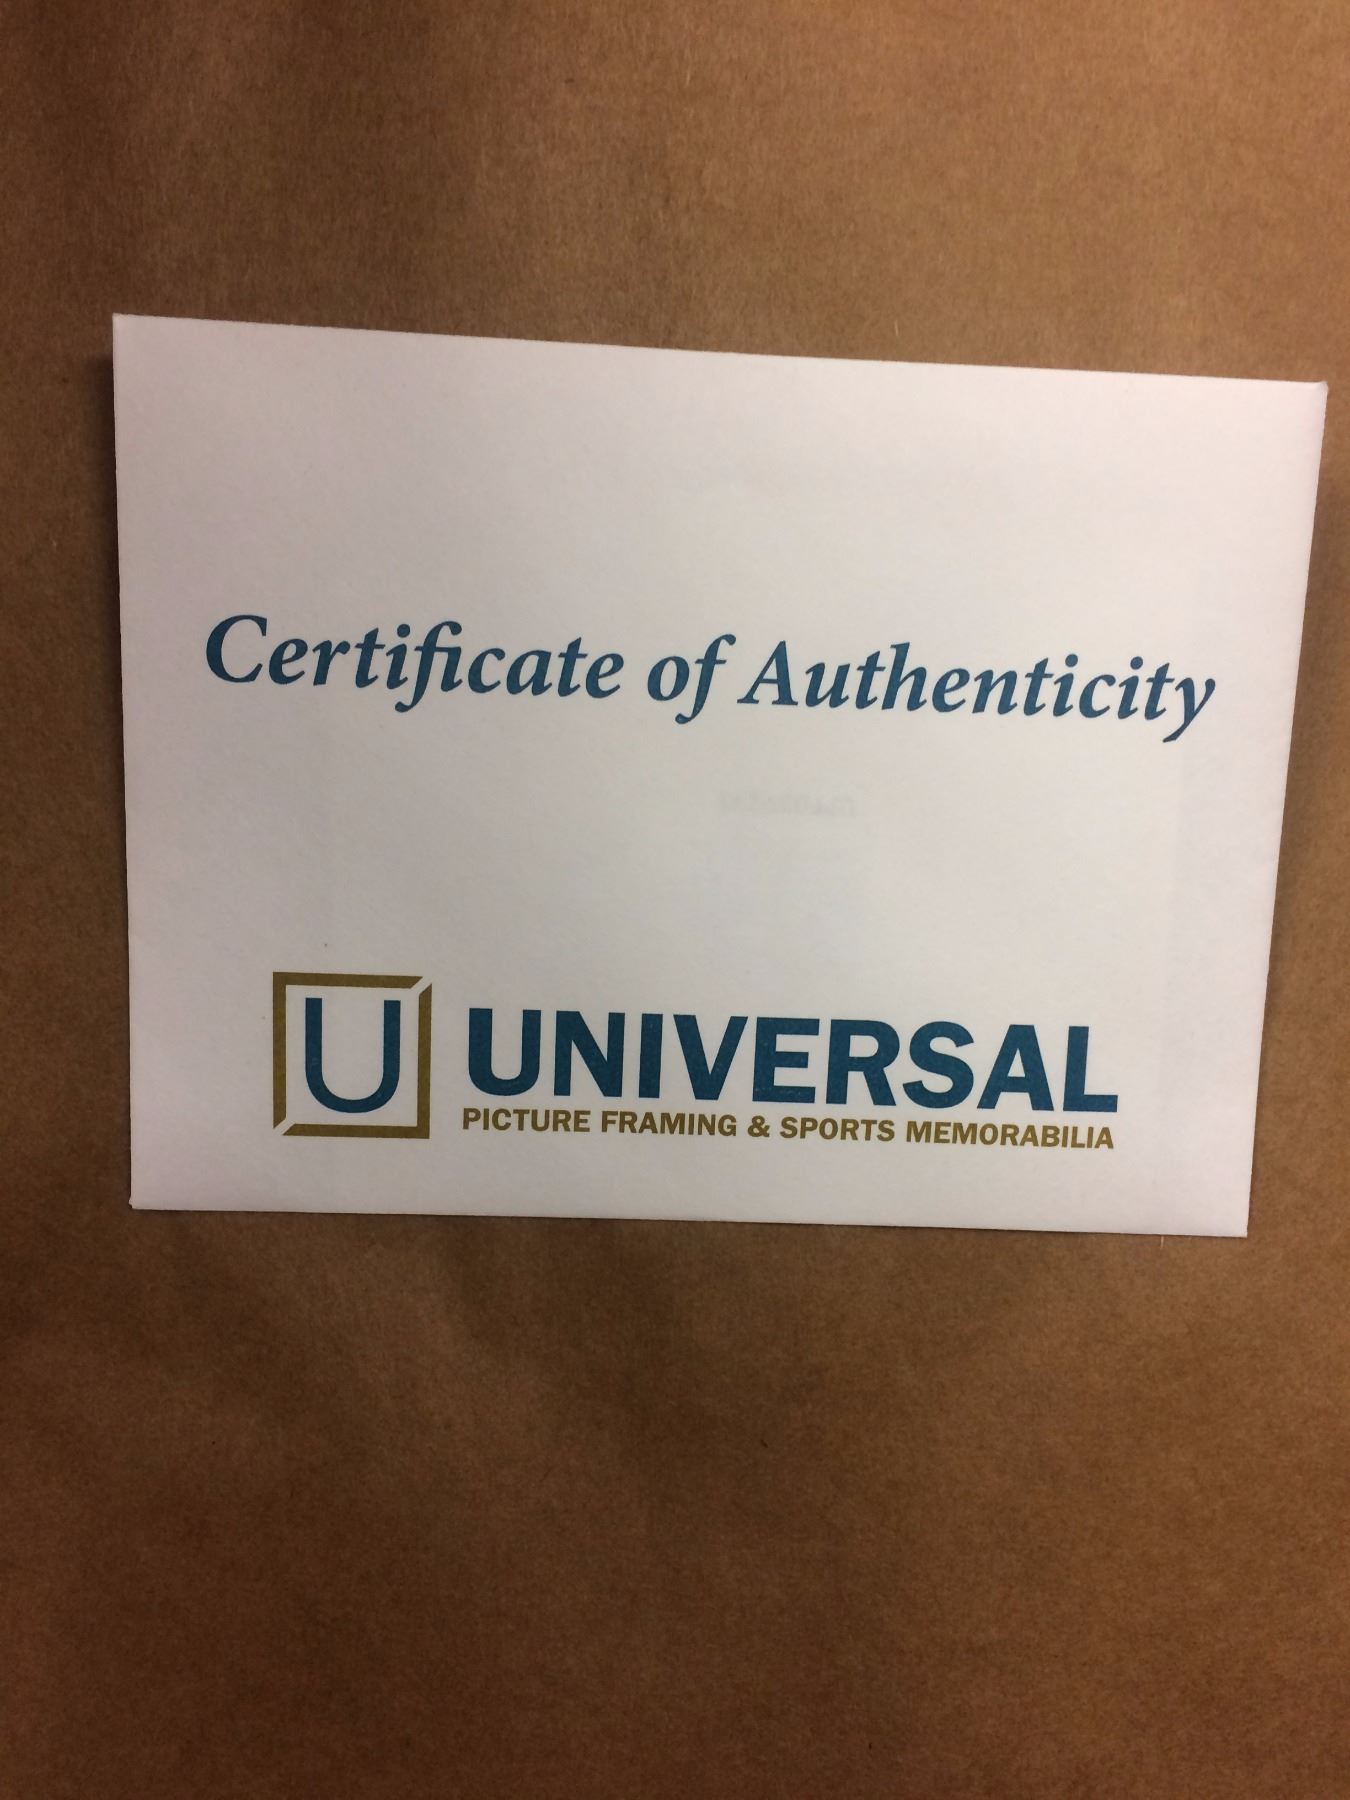 Certificate of Authenticity
U UNIVERSAL
PICTURE FRAMING & SPORTS MEMORABILIA